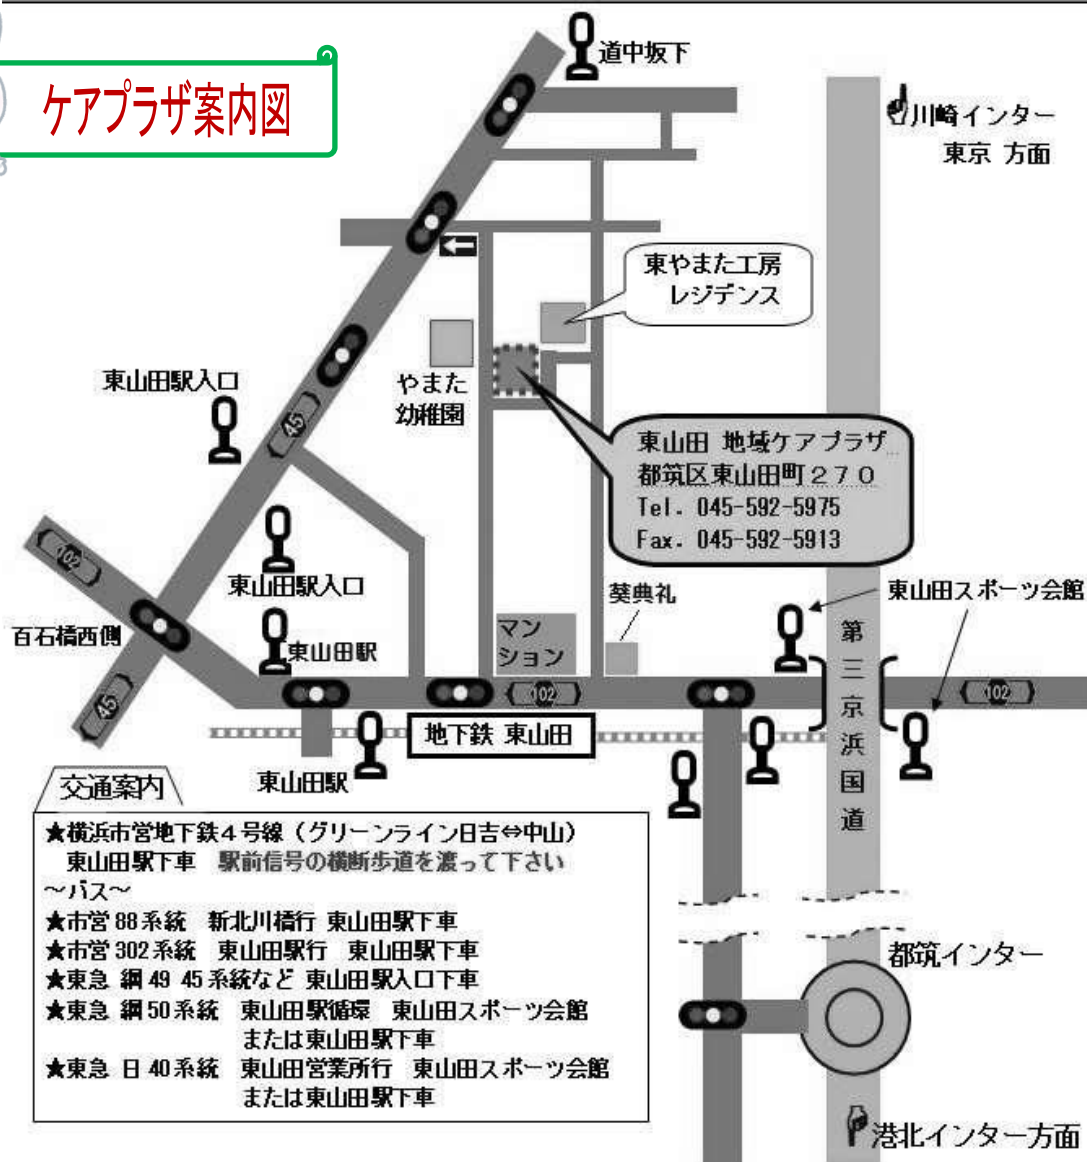 道中坂下
ケアプラザ案内図
川崎インター
東京 方面
東やまた工房
レジデンス
東山田駅入口
やまた
幼稚園
45
東山田 地域ケアプラザ
都筑区東山田町270
Tel. 045-592-5975
Fax. 045-592-5913
102
東山田駅入口
葵典礼
東山田スポーツ会館
百石橋西側
マン
ション
東山田駅
第三京浜国道
45
102
102
地下鉄 東山田
東山田駅
交通案内
★横浜市営地下鉄4号線（グリーンライン日吉⇔中山）
東山田駅下車 駅前信号の横断歩道を渡って下さい
～バス～
★市営 88 系統 新北川橋行 東山田駅下車
★市営 302 系統 東山田駅行 東山田駅下車
★東急 綱 49 45 系統など 東山田駅入口下車
★東急 綱 50 系統 東山田駅循環 東山田スポーツ会館
または東山田駅下車
★東急 日 40 系統 東山田営業所行 東山田スポーツ会館
または東山田駅下車
都筑インター
港北インター方面